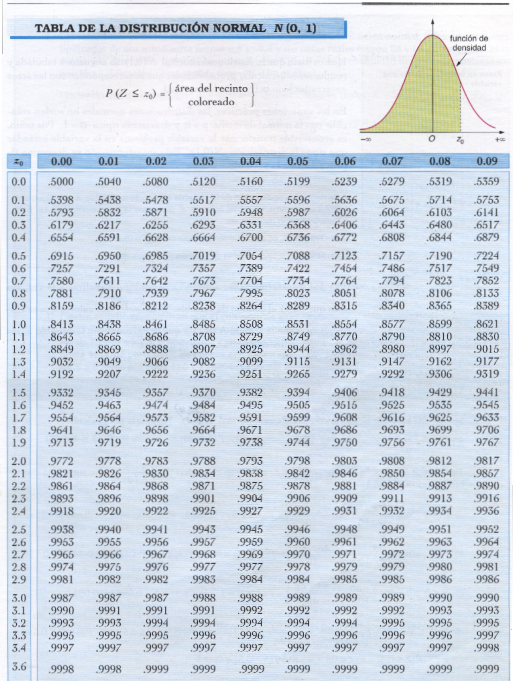 TABLA DE LA DISTRIBUCIÓN NORMAL N (0, 1)
función de
densidad
P (Z ≤ z₀) = { área del recinto
coloreado }
-∞ O z₀ +∞
z₀ 0.00 0.01 0.02 0.03 0.04 0.05 0.06 0.07 0.08 0.09
0.0 .5000 .5040 .5080 .5120 .5160 .5199 .5239 .5279 .5319 .5359
0.1 .5398 .5438 .5478 .5517 .5557 .5596 .5636 .5675 .5714 .5753
0.2 .5793 .5832 .5871 .5910 .5948 .5987 .6026 .6064 .6103 .6141
0.3 .6179 .6217 .6255 .6293 .6331 .6368 .6406 .6443 .6480 .6517
0.4 .6554 .6591 .6628 .6664 .6700 .6736 .6772 .6808 .6844 .6879
0.5 .6915 .6950 .6985 .7019 .7054 .7088 .7123 .7157 .7190 .7224
0.6 .7257 .7291 .7324 .7357 .7389 .7422 .7454 .7486 .7517 .7549
0.7 .7580 .7611 .7642 .7673 .7704 .7734 .7764 .7794 .7823 .7852
0.8 .7881 .7910 .7939 .7967 .7995 .8023 .8051 .8078 .8106 .8133
0.9 .8159 .8186 .8212 .8238 .8264 .8289 .8315 .8340 .8365 .8389
1.0 .8413 .8438 .8461 .8485 .8508 .8531 .8554 .8577 .8599 .8621
1.1 .8643 .8665 .8686 .8708 .8729 .8749 .8770 .8790 .8810 .8830
1.2 .8849 .8869 .8888 .8907 .8925 .8944 .8962 .8980 .8997 .9015
1.3 .9032 .9049 .9066 .9082 .9099 .9115 .9131 .9147 .9162 .9177
1.4 .9192 .9207 .9222 .9236 .9251 .9265 .9279 .9292 .9306 .9319
1.5 .9332 .9345 .9357 .9370 .9382 .9394 .9406 .9418 .9429 .9441
1.6 .9452 .9463 .9474 .9484 .9495 .9505 .9515 .9525 .9535 .9545
1.7 .9554 .9564 .9573 .9582 .9591 .9599 .9608 .9616 .9625 .9633
1.8 .9641 .9646 .9656 .9664 .9671 .9678 .9686 .9693 .9699 .9706
1.9 .9713 .9719 .9726 .9732 .9738 .9744 .9750 .9756 .9761 .9767
2.0 .9772 .9778 .9783 .9788 .9793 .9798 .9803 .9808 .9812 .9817
2.1 .9821 .9826 .9830 .9834 .9838 .9842 .9846 .9850 .9854 .9857
2.2 .9861 .9864 .9868 .9871 .9875 .9878 .9881 .9884 .9887 .9890
2.3 .9893 .9896 .9898 .9901 .9904 .9906 .9909 .9911 .9913 .9916
2.4 .9918 .9920 .9922 .9925 .9927 .9929 .9931 .9932 .9934 .9936
2.5 .9938 .9940 .9941 .9943 .9945 .9946 .9948 .9949 .9951 .9952
2.6 .9953 .9955 .9956 .9957 .9959 .9960 .9961 .9962 .9963 .9964
2.7 .9965 .9966 .9967 .9968 .9969 .9970 .9971 .9972 .9973 .9974
2.8 .9974 .9975 .9976 .9977 .9977 .9978 .9979 .9979 .9980 .9981
2.9 .9981 .9982 .9982 .9983 .9984 .9984 .9985 .9985 .9986 .9986
3.0 .9987 .9987 .9987 .9988 .9988 .9989 .9989 .9989 .9990 .9990
3.1 .9990 .9991 .9991 .9991 .9992 .9992 .9992 .9992 .9993 .9993
3.2 .9993 .9993 .9994 .9994 .9994 .9994 .9994 .9995 .9995 .9995
3.3 .9995 .9995 .9995 .9996 .9996 .9996 .9996 .9996 .9996 .9997
3.4 .9997 .9997 .9997 .9997 .9997 .9997 .9997 .9997 .9997 .9998
3.6 .9998 .9998 .9999 .9999 .9999 .9999 .9999 .9999 .9999 .9999